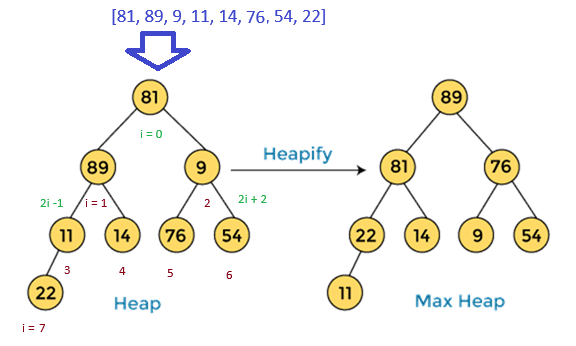 [81, 89, 9, 11, 14, 76, 54, 22]
81
89
i = 0
Heapify
89
9
81
76
2i -1
i = 1
2
2i + 2
11
14
76
54
22
14
9
54
3
4
5
6
22
Heap
11
Max Heap
i = 7